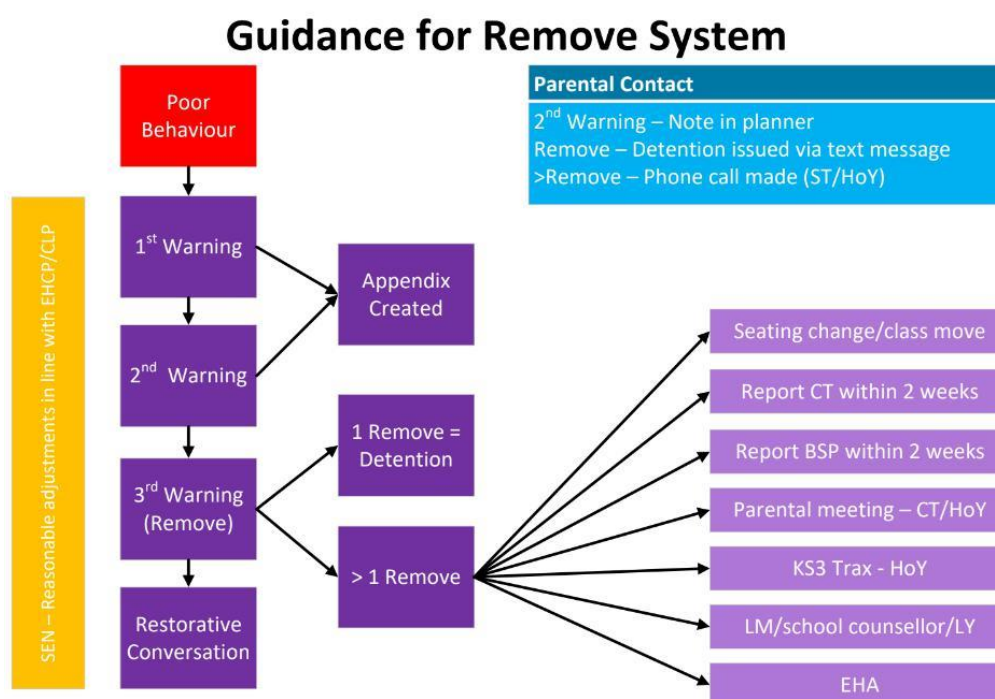 Guidance for Remove System
Poor
Behaviour
Parental Contact
2nd Warning – Note in planner
Remove – Detention issued via text message
>Remove – Phone call made (ST/HoY)
SEN – Reasonable adjustments in line with EHCP/CLP
1st Warning
2nd Warning
3rd Warning
(Remove)
Restorative
Conversation
Appendix
Created
1 Remove =
Detention
> 1 Remove
Seating change/class move
Report CT within 2 weeks
Report BSP within 2 weeks
Parental meeting – CT/HoY
KS3 Trax - HoY
LM/school counsellor/LY
EHA